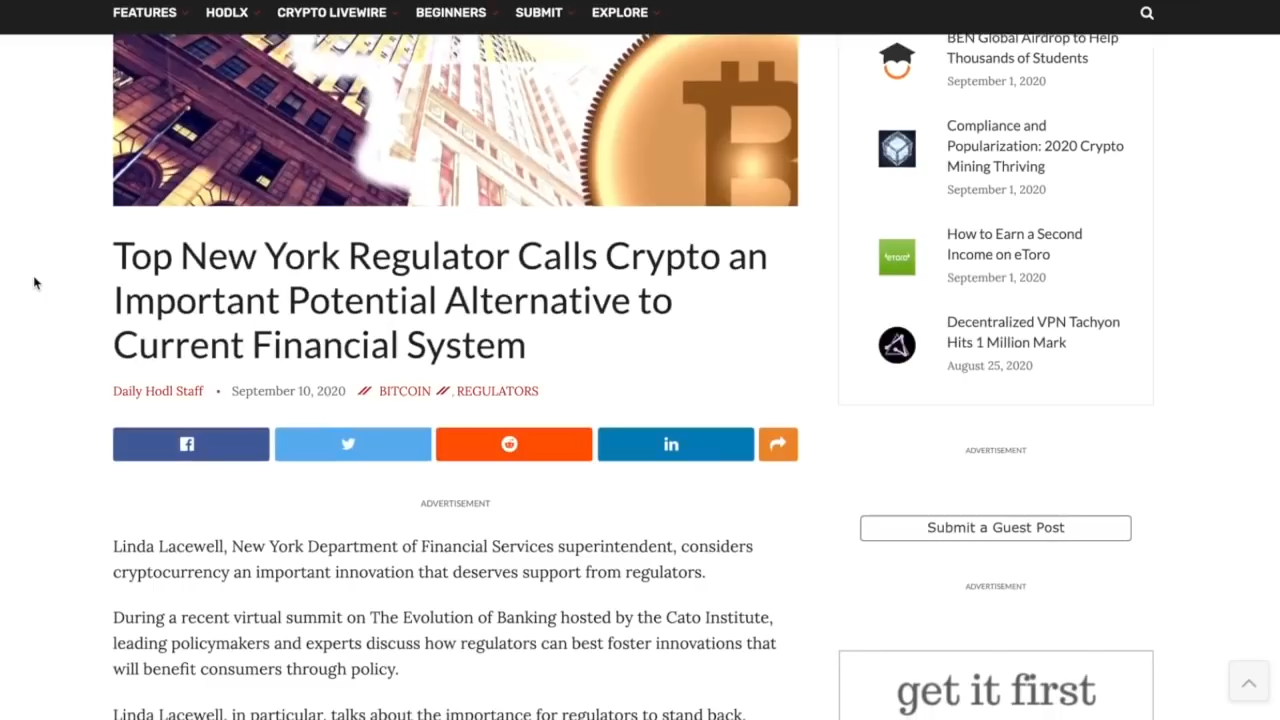 FEATURES HODLX CRYPTO LIVEWIRE BEGINNERS SUBMIT EXPLORE
Top New York Regulator Calls Crypto an
Important Potential Alternative to
Current Financial System
Daily Hodl Staff • September 10, 2020 // BITCOIN // , REGULATORS
ADVERTISEMENT
Linda Lacewell, New York Department of Financial Services superintendent, considers
cryptocurrency an important innovation that deserves support from regulators.
During a recent virtual summit on The Evolution of Banking hosted by the Cato Institute,
leading policymakers and experts discuss how regulators can best foster innovations that
will benefit consumers through policy.
Linda Lacewell, in particular, talks about the importance for regulators to stand back,
BEN Global Airdrop to Help
Thousands of Students
September 1, 2020
Compliance and
Popularization: 2020 Crypto
Mining Thriving
September 1, 2020
eToro
How to Earn a Second
Income on eToro
September 1, 2020
Decentralized VPN Tachyon
Hits 1 Million Mark
August 25, 2020
ADVERTISEMENT
Submit a Guest Post
ADVERTISEMENT
get it first